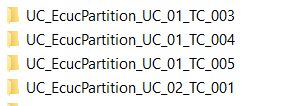 UC_EcucPartition_UC_01_TC_003
UC_EcucPartition_UC_01_TC_004
UC_EcucPartition_UC_01_TC_005
UC_EcucPartition_UC_02_TC_001